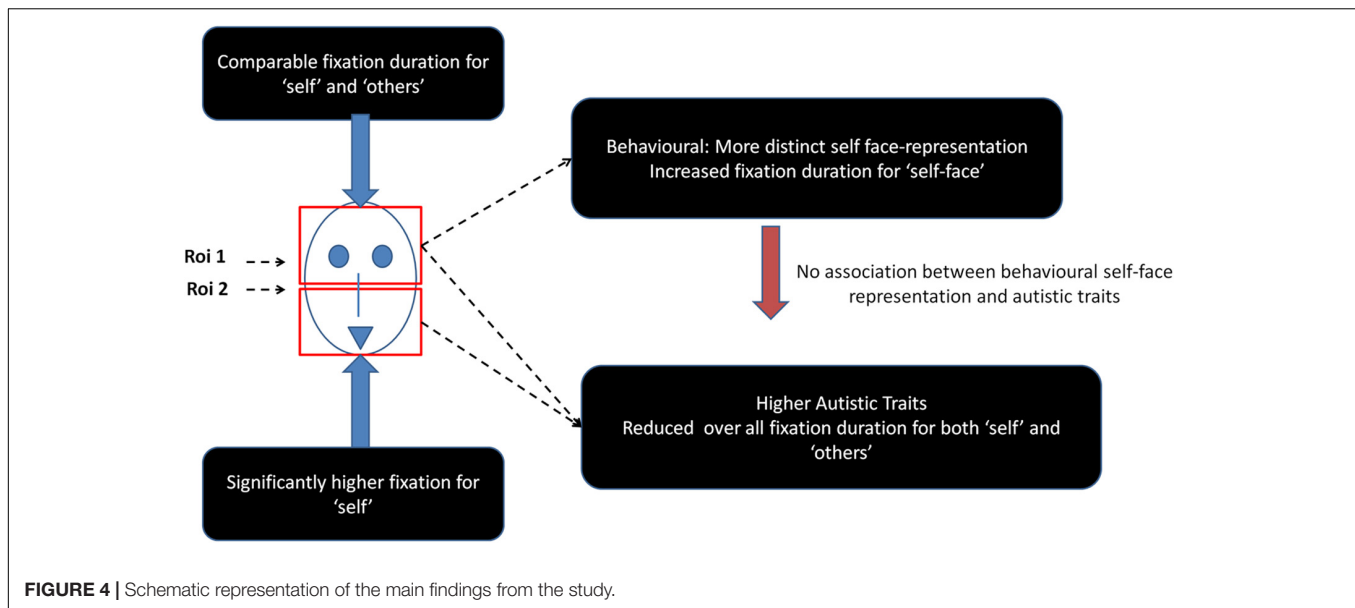 Comparable fixation duration for
‘self’ and ‘others’
Behavioural: More distinct self face-representation
Increased fixation duration for ‘self-face’
Roi 1
Roi 2
No association between behavioural self-face
representation and autistic traits
Higher Autistic Traits
Reduced over all fixation duration for both ‘self’ and
‘others’
Significantly higher fixation for
‘self’
FIGURE 4 | Schematic representation of the main findings from the study.